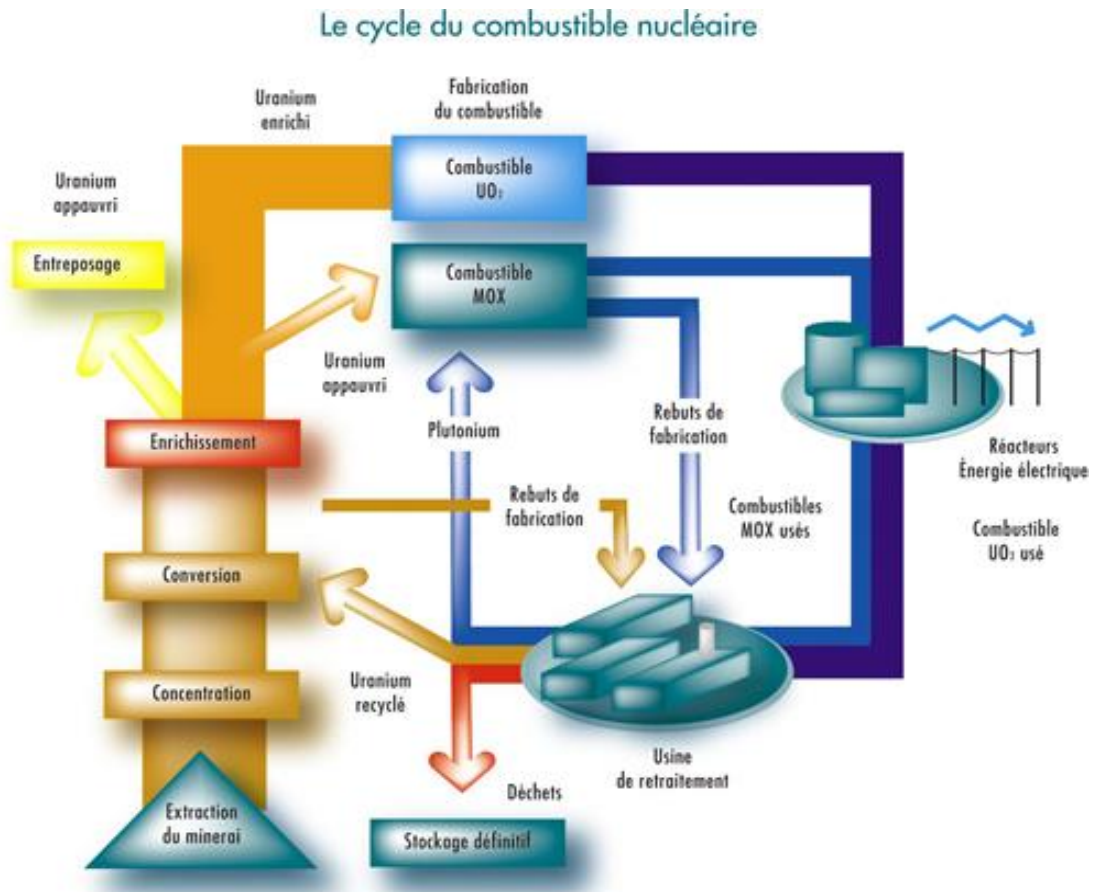 Le cycle du combustible nucléaire
Uranium
enrichi
Fabrication
du combustible
Combustible
UO₂
Uranium
appauvri
Entreposage
Combustible
MOX
Uranium
appauvri
Enrichissement
Plutonium
Rebuts de
fabrication
Réacteurs
Énergie électrique
Rebuts de
fabrication
Combustibles
MOX usés
Combustible
UO₂ usé
Conversion
Uranium
recyclé
Concentration
Usine
de retraitement
Extraction
du minerai
Déchets
Stockage définitif